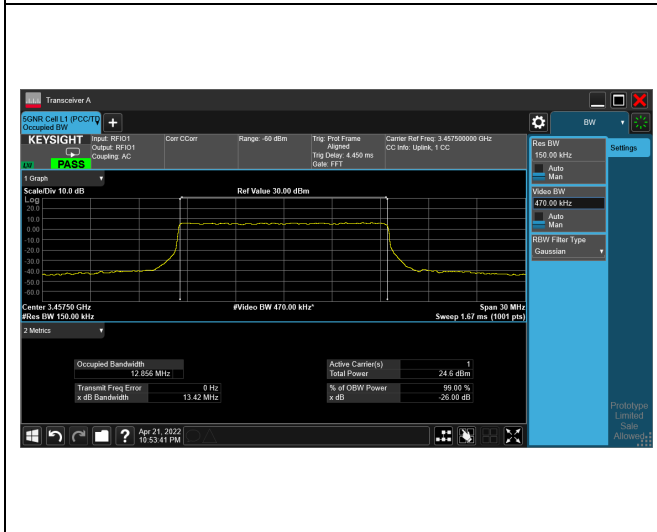 Transceiver A
5GNR Cell L1 (PCC/TD
Occupied BW
+
BW
KEYSIGHT
LXI
PASS
Input: RFIO1
Output: RFIO1
Coupling: AC
Corr CCorr
Range: -60 dBm
Trig: Prot Frame
Aligned
Trig Delay: 4.450 ms
Gate: FFT
Carrier Ref Freq: 3.457500000 GHz
CC Info: Uplink, 1 CC
Res BW
150.00 kHz
Auto
Man
Video BW
470.00 kHz
Auto
Man
RBW Filter Type
Gaussian
Settings
1 Graph
Scale/Div 10.0 dB
Ref Value 30.00 dBm
Log
20.0
10.0
0.00
-10.0
-20.0
-30.0
-40.0
-50.0
-60.0
Center 3.45750 GHz
#Video BW 470.00 kHz*
Span 30 MHz
#Res BW 150.00 kHz
Sweep 1.67 ms (1001 pts)
2 Metrics
Occupied Bandwidth
12.856 MHz
Active Carrier(s) 1
Total Power 24.6 dBm
Transmit Freq Error 0 Hz
x dB Bandwidth 13.42 MHz
% of OBW Power 99.00 %
x dB -26.00 dB
Prototype
Limited
Sale
Allowed
?
Apr 21, 2022
10:53:41 PM